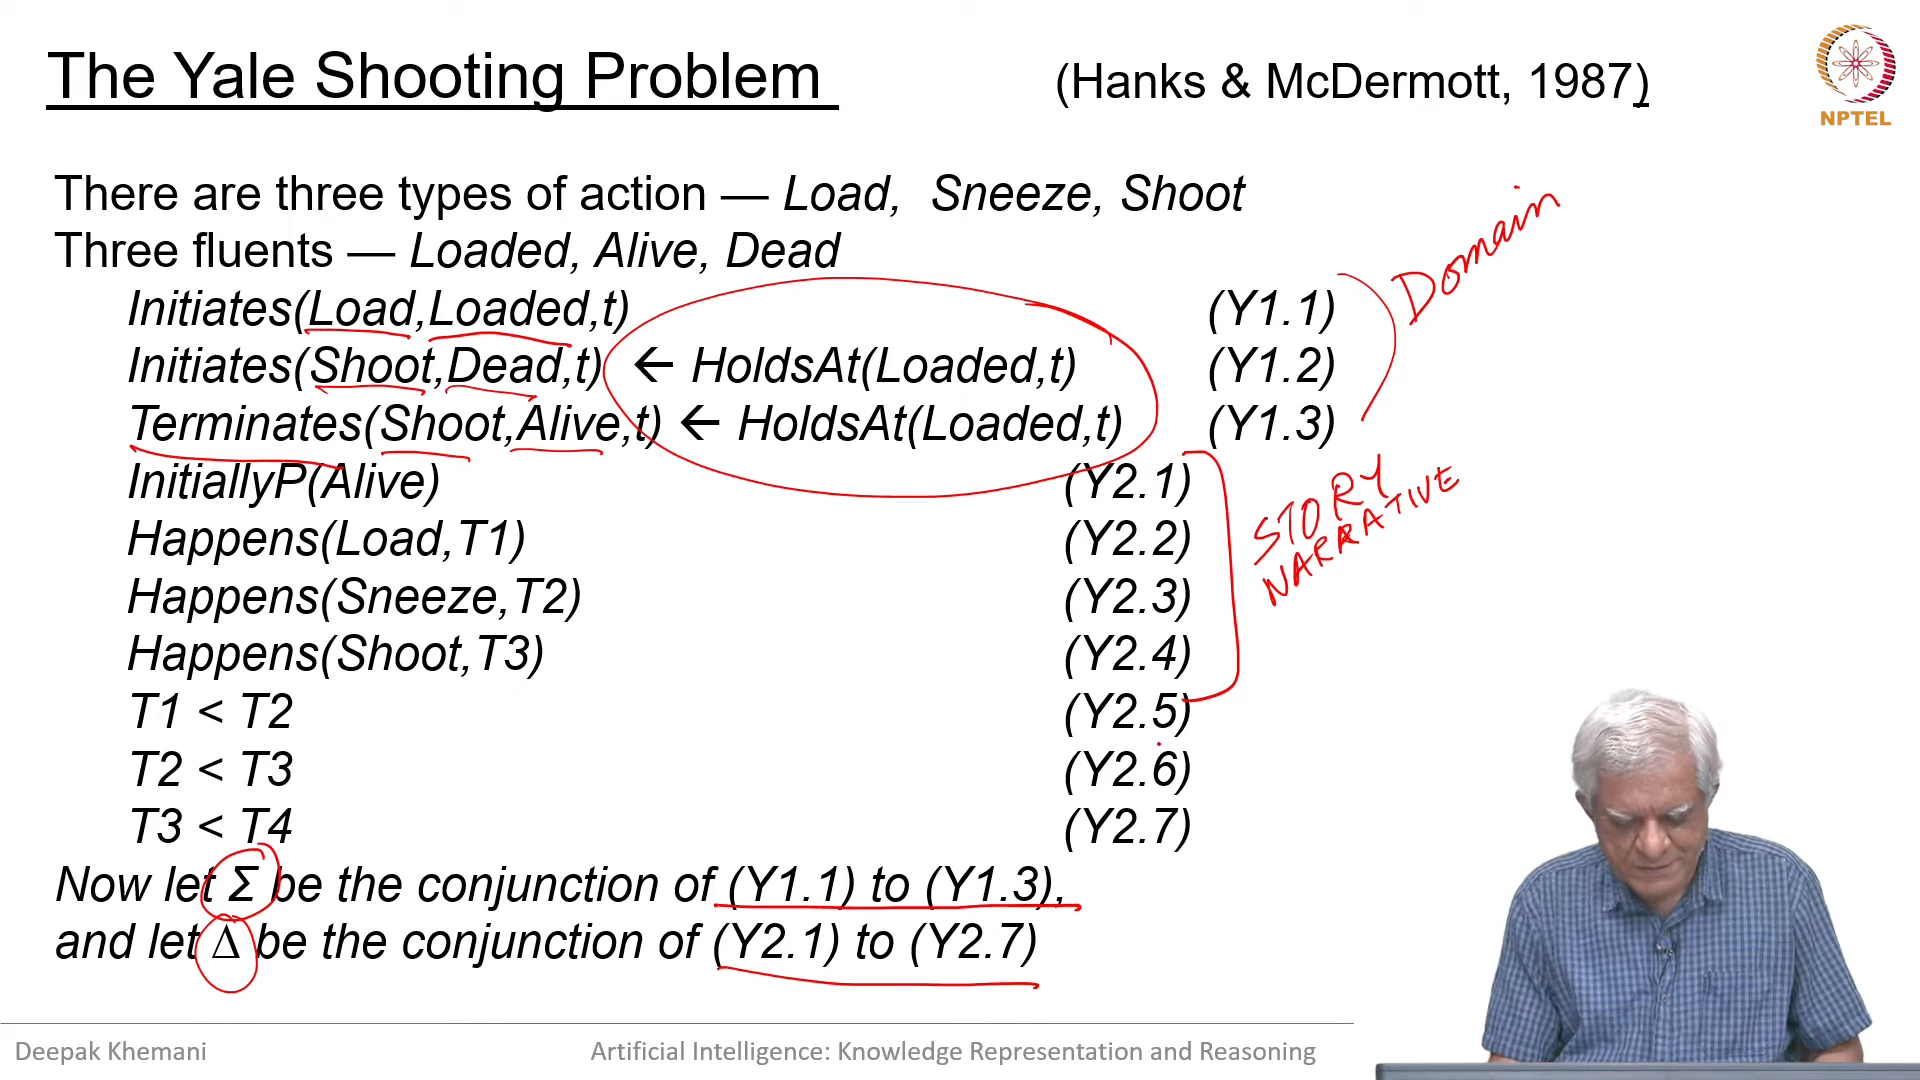 The Yale Shooting Problem (Hanks & McDermott, 1987)
NPTEL
There are three types of action — Load, Sneeze, Shoot
Three fluents — Loaded, Alive, Dead
Initiates(Load,Loaded,t) (Y1.1)
Initiates(Shoot,Dead,t) ← HoldsAt(Loaded,t) (Y1.2)
Terminates(Shoot,Alive,t) ← HoldsAt(Loaded,t) (Y1.3)
Domain
InitiallyP(Alive) (Y2.1)
Happens(Load,T1) (Y2.2)
Happens(Sneeze,T2) (Y2.3)
Happens(Shoot,T3) (Y2.4)
T1 < T2 (Y2.5)
T2 < T3 (Y2.6)
T3 < T4 (Y2.7)
STORY
NARRATIVE
Now let Σ be the conjunction of (Y1.1) to (Y1.3),
and let Δ be the conjunction of (Y2.1) to (Y2.7)
Deepak Khemani Artificial Intelligence: Knowledge Representation and Reasoning